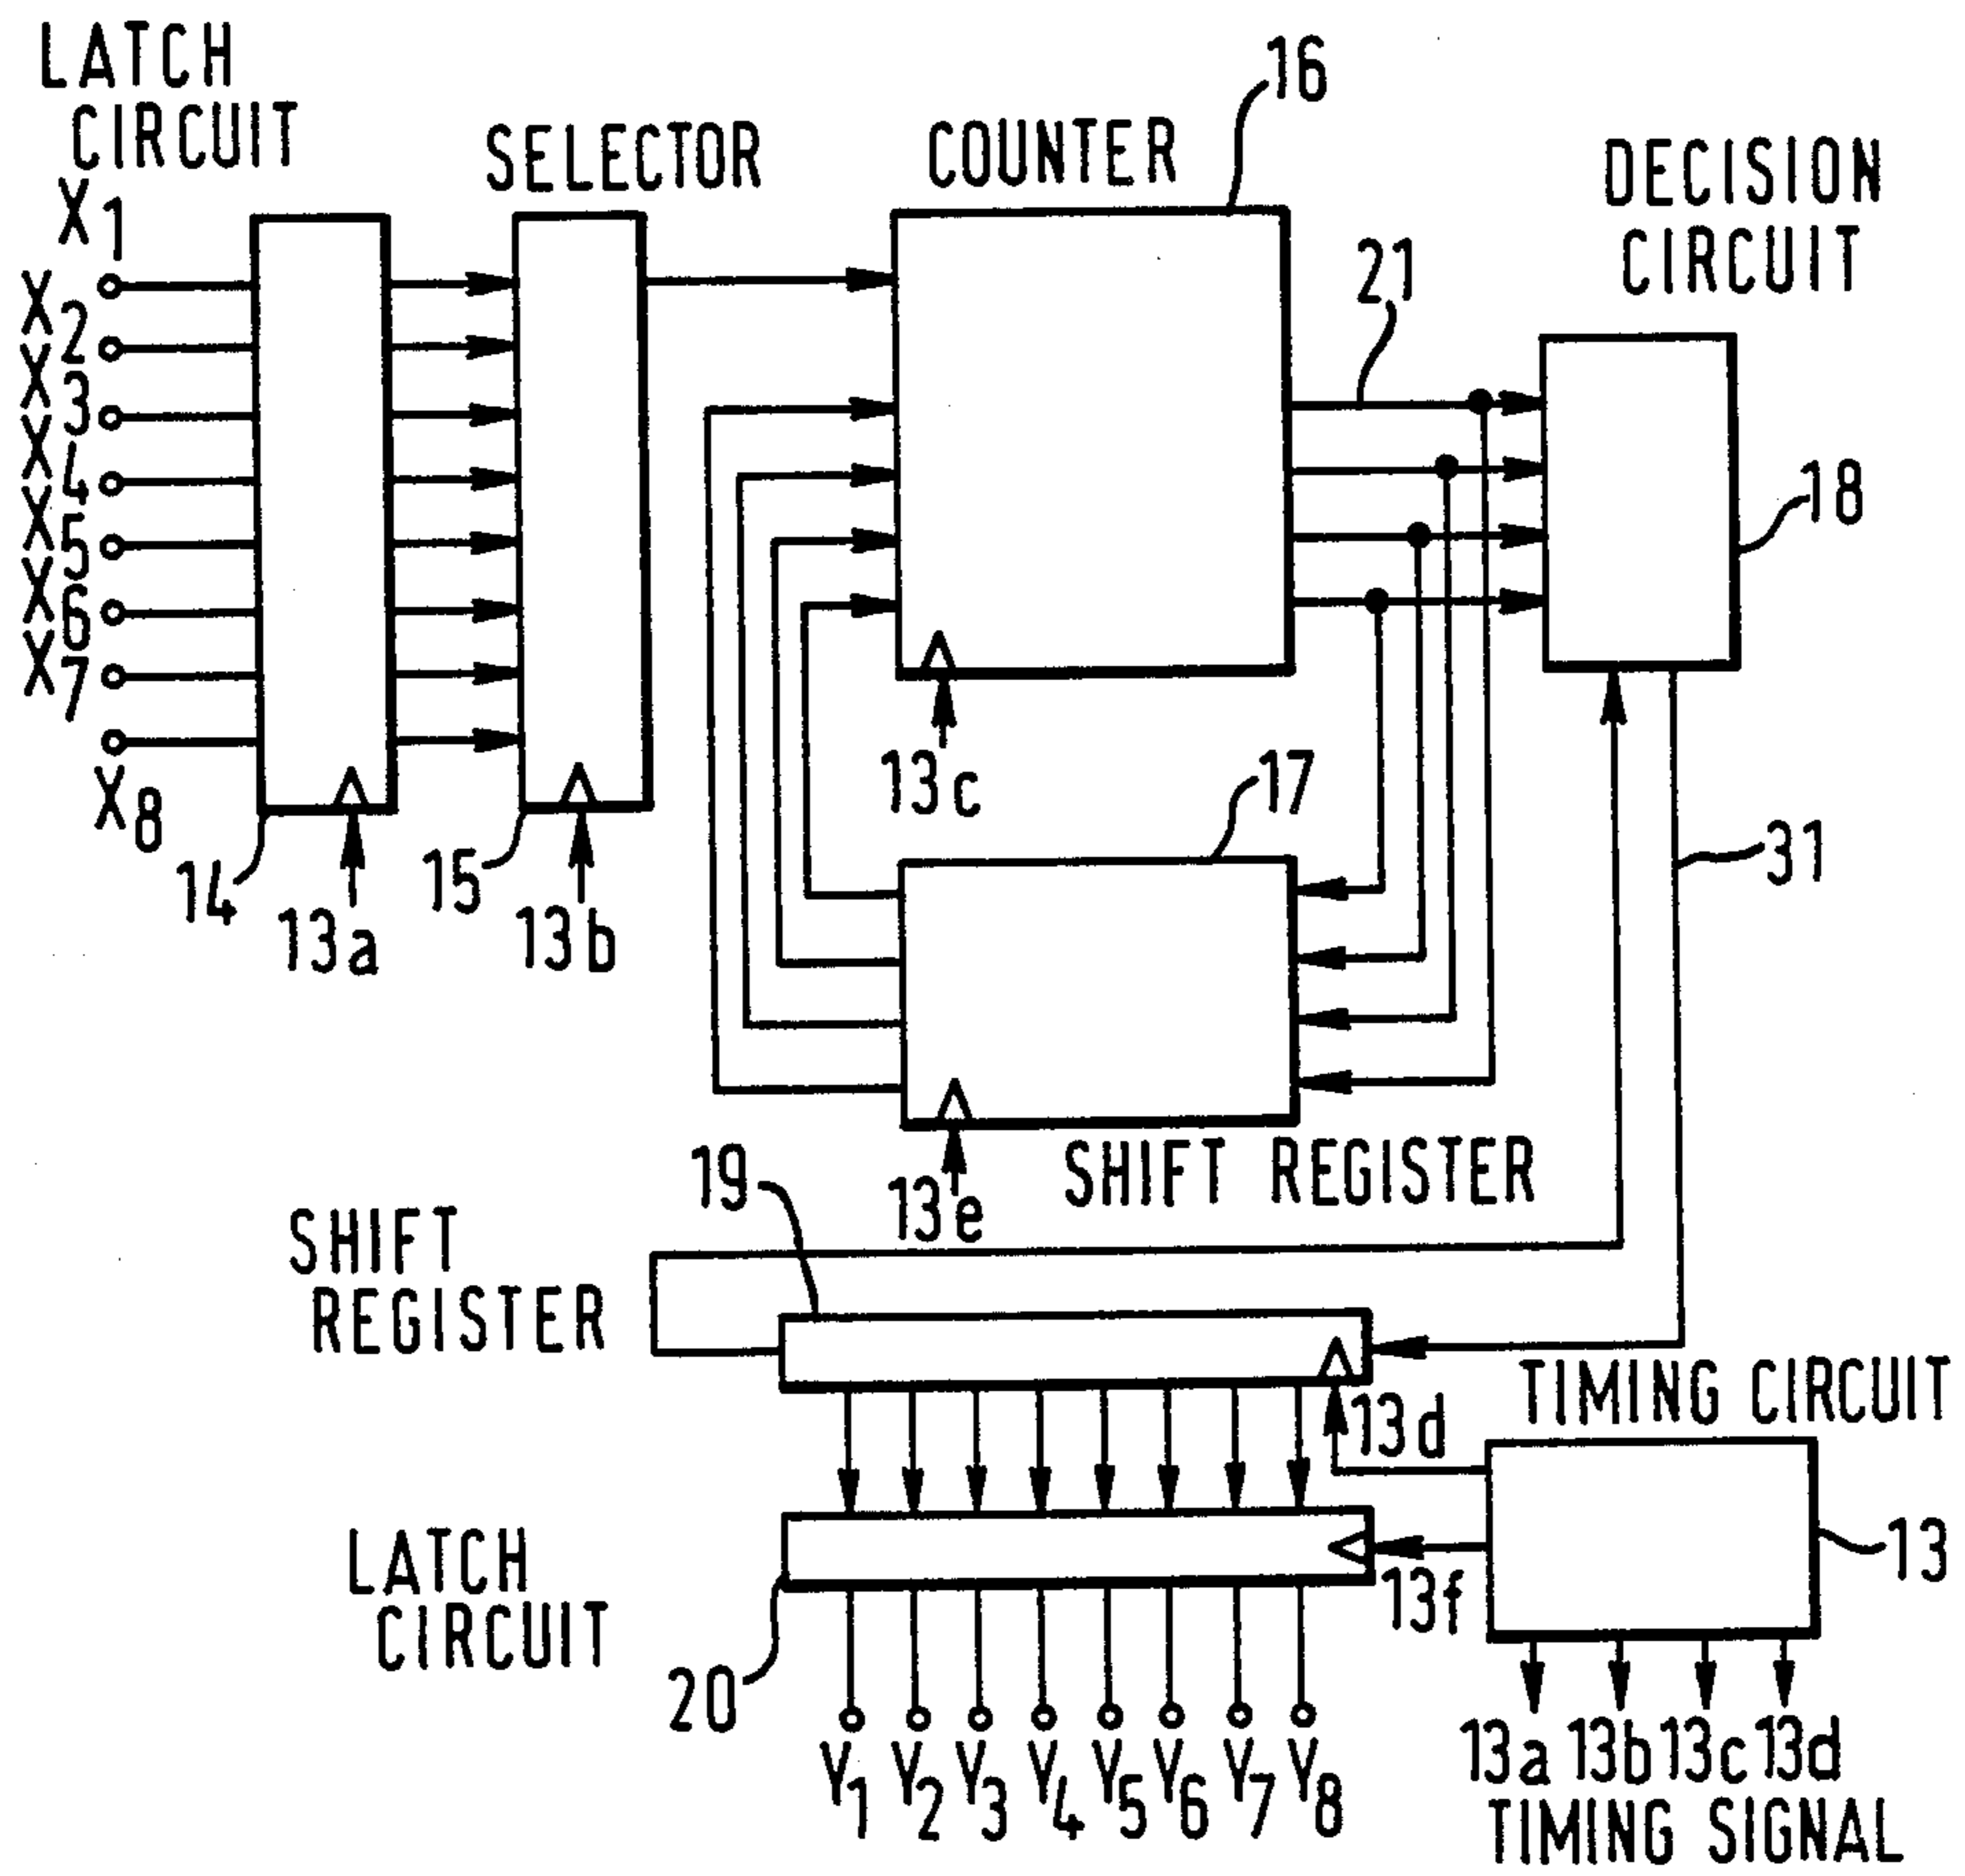 LATCH
CIRCUIT
SELECTOR
COUNTER
16
DECISION
CIRCUIT
X1
X2
X3
X4
X5
X6
X7
X8
21
18
14
13a
15
13b
13c
17
31
13e
SHIFT REGISTER
19
SHIFT
REGISTER
TIMING CIRCUIT
13d
13
LATCH
CIRCUIT
13f
20
Y1 Y2 Y3 Y4 Y5 Y6 Y7 Y8
13a 13b 13c 13d
TIMING SIGNAL